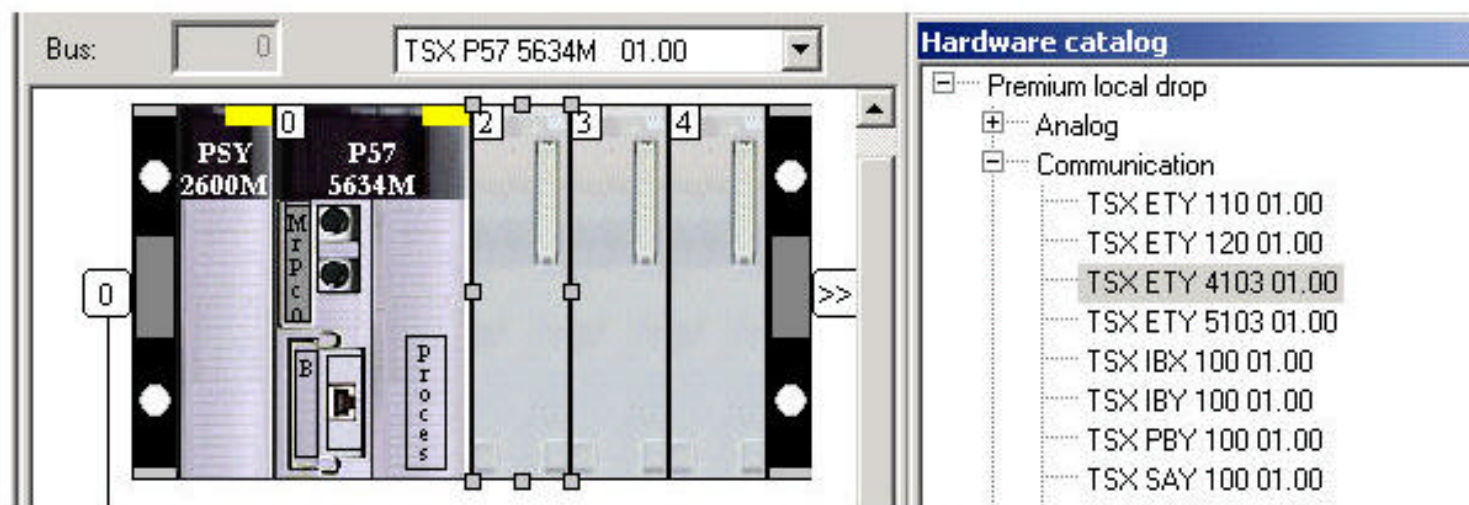 Bus: 0 TSX P57 5634M 01.00
0 2 3 4
PSY 2600M
P57 5634M
MrPcn
B
Proces
0
>>
Hardware catalog
Premium local drop
Analog
Communication
TSX ETY 110 01.00
TSX ETY 120 01.00
TSX ETY 4103 01.00
TSX ETY 5103 01.00
TSX IBX 100 01.00
TSX IBY 100 01.00
TSX PBY 100 01.00
TSX SAY 100 01.00